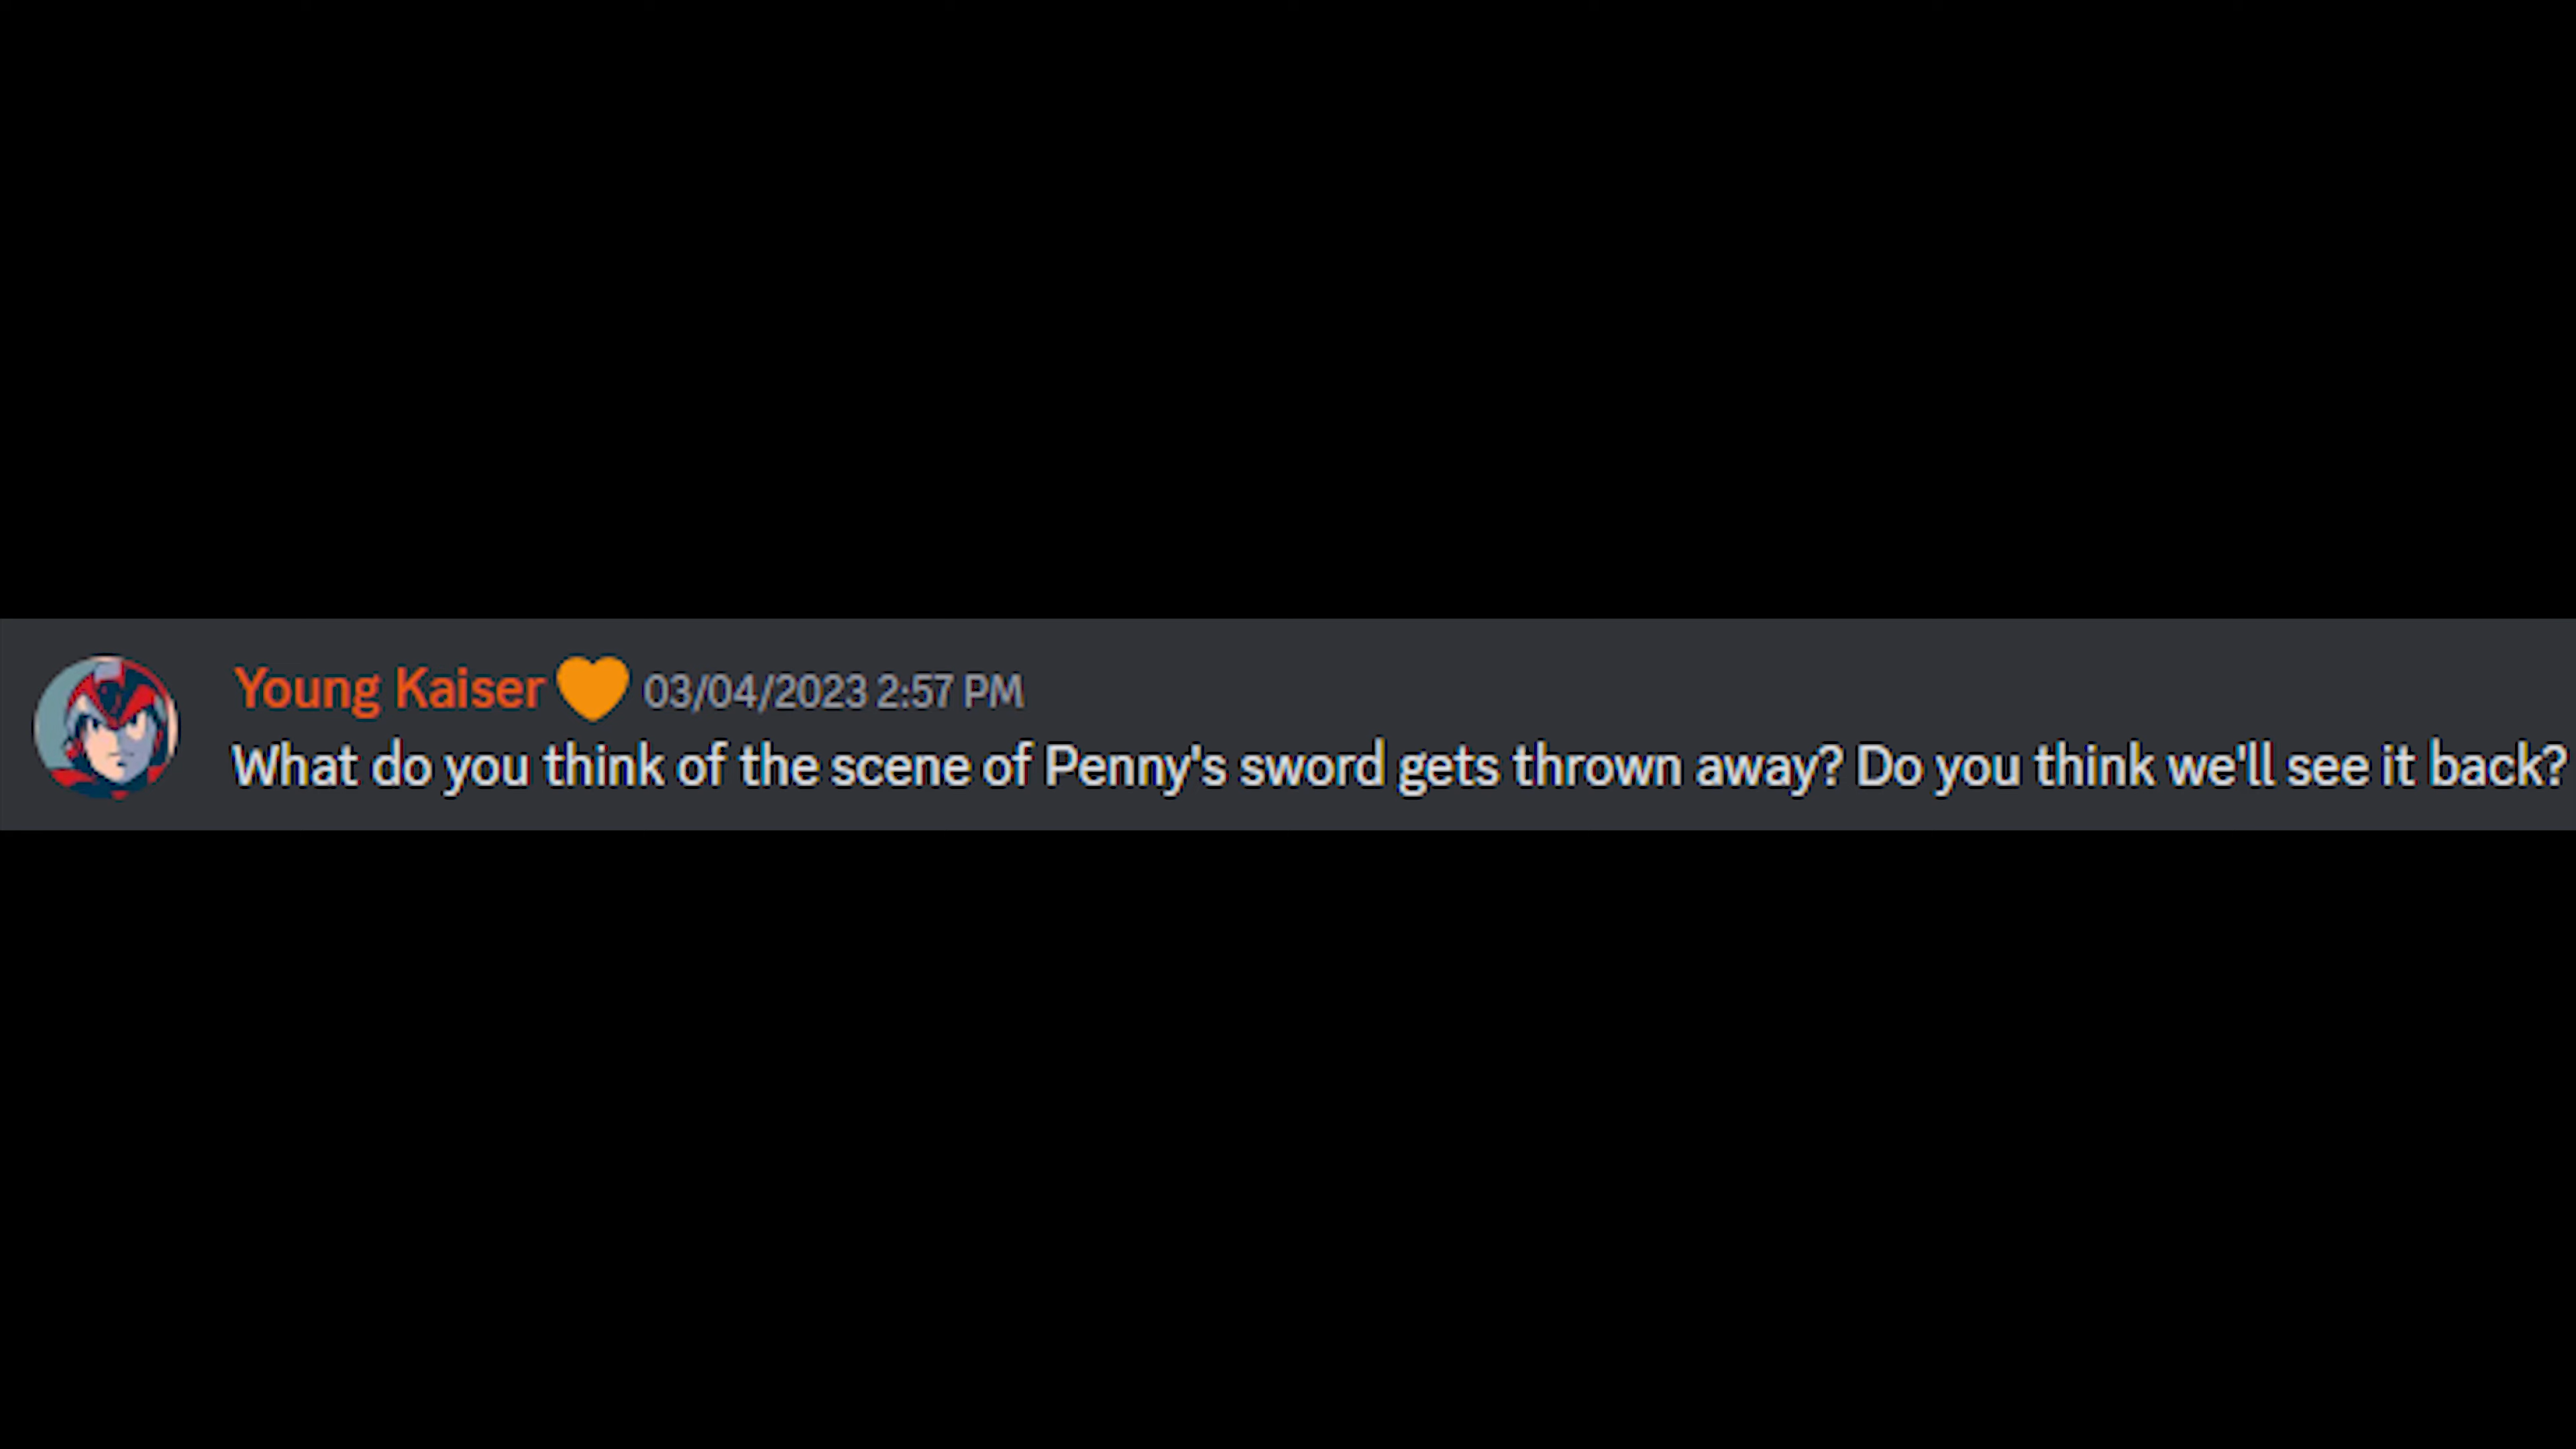 Young Kaiser🧡 03/04/2023 2:57 PM
What do you think of the scene of Penny's sword gets thrown away? Do you think we'll see it back?